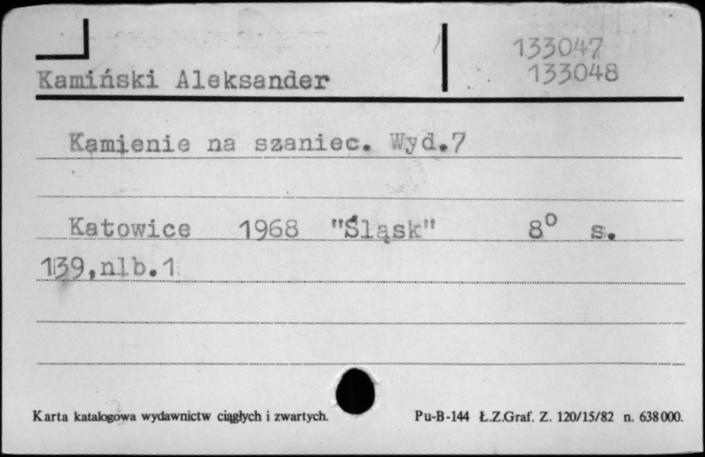 133047
Kamiński Aleksander 133048
Kamienie na szaniec. Wyd.7
Katowice 1968 "Śląsk" 8° s.
139,nlb.1
Karta katalogowa wydawnictw ciągłych i zwartych. Pu-B-144 Ł.Z.Graf. Z. 120/15/82 n. 638000.